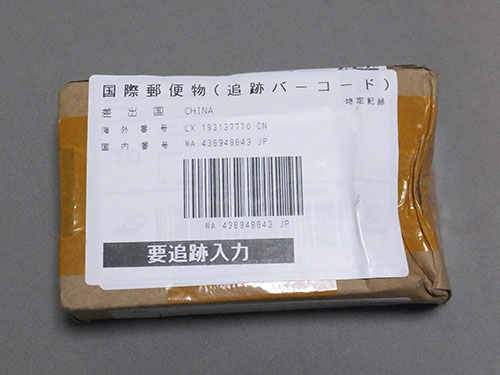 国際郵便物(追跡バーコード)
特定記録
差出国 CHINA
海外番号 LX 193137770 CN
国内番号 WA 436948643 JP
WA 436948643 JP
要追跡入力